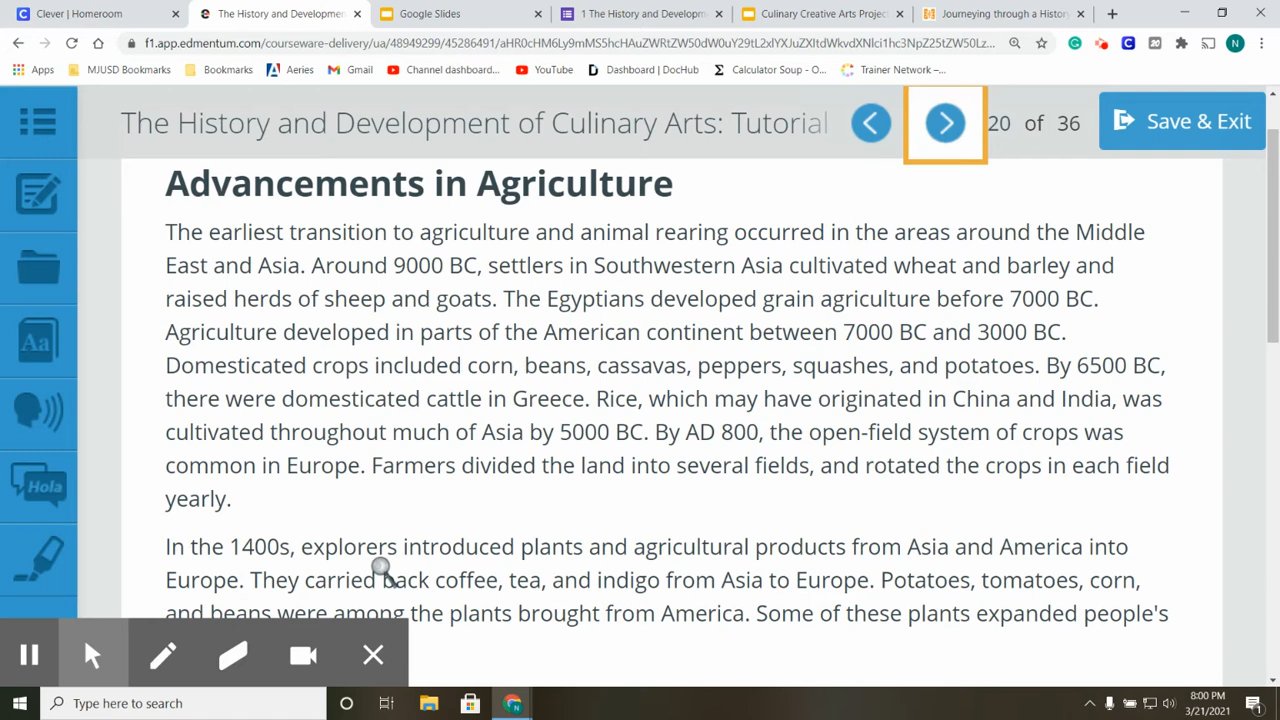 Clever | Homeroom
The History and Developmen
Google Slides
1 The History and Developm
Culinary Creative Arts Project
Journeying through a History
f1.app.edmentum.com/courseware-delivery/ua/49949099/45286491/
Apps
MJUSD Bookmarks
Bookmarks
Aeries
Gmail
Channel dashboard...
YouTube
Dashboard | DocHub
Calculator Soup - O...
Trainer Network –...
The History and Development of Culinary Arts: Tutorial
20 of 36
Save & Exit
Advancements in Agriculture
The earliest transition to agriculture and animal rearing occurred in the areas around the Middle
East and Asia. Around 9000 BC, settlers in Southwestern Asia cultivated wheat and barley and
raised herds of sheep and goats. The Egyptians developed grain agriculture before 7000 BC.
Agriculture developed in parts of the American continent between 7000 BC and 3000 BC.
Domesticated crops included corn, beans, cassavas, peppers, squashes, and potatoes. By 6500 BC,
there were domesticated cattle in Greece. Rice, which may have originated in China and India, was
cultivated throughout much of Asia by 5000 BC. By AD 800, the open-field system of crops was
common in Europe. Farmers divided the land into several fields, and rotated the crops in each field
yearly.
In the 1400s, explorers introduced plants and agricultural products from Asia and America into
Europe. They carried back coffee, tea, and indigo from Asia to Europe. Potatoes, tomatoes, corn,
and beans were among the plants brought from America. Some of these plants expanded people's
Aa
Hola
Type here to search
8:00 PM
3/21/2021